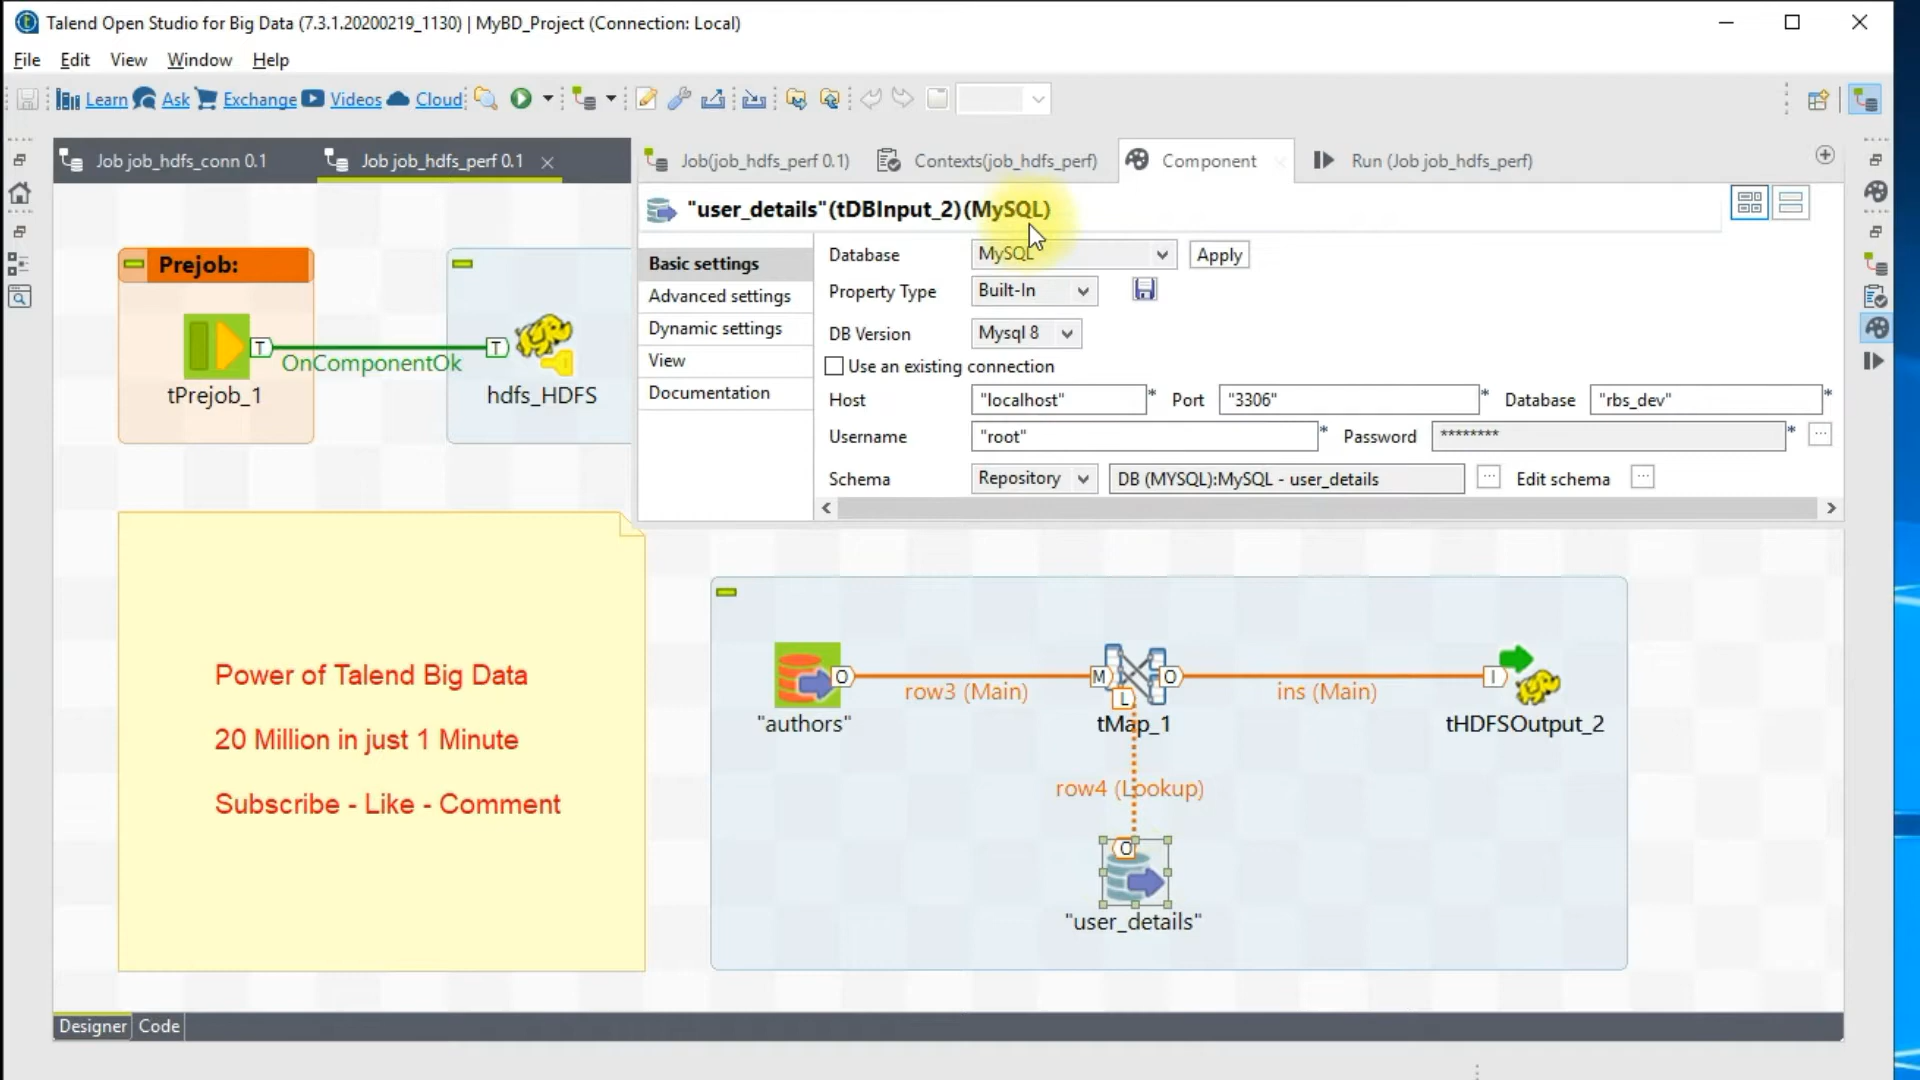 Talend Open Studio for Big Data (7.3.1.20200219_1130) | MyBD_Project (Connection: Local)
File Edit View Window Help
Learn Ask Exchange Videos Cloud
Job job_hdfs_conn 0.1 Job job_hdfs_perf 0.1 Job(job_hdfs_perf 0.1) Contexts(job_hdfs_perf) Component Run (Job job_hdfs_perf)
"user_details"(tDBInput_2)(MySQL)
Basic settings
Advanced settings
Dynamic settings
View
Documentation
Database MySQL Apply
Property Type Built-In
DB Version Mysql 8
Use an existing connection
Host "localhost" * Port "3306" * Database "rbs_dev" *
Username "root" * Password ******** * ...
Schema Repository DB (MYSQL):MySQL - user_details ... Edit schema ...
Prejob:
T OnComponentOk T
tPrejob_1 hdfs_HDFS
Power of Talend Big Data
20 Million in just 1 Minute
Subscribe - Like - Comment
O row3 (Main) M L O ins (Main) I
"authors" tMap_1 tHDFSOutput_2
row4 (Lookup)
O
"user_details"
Designer Code